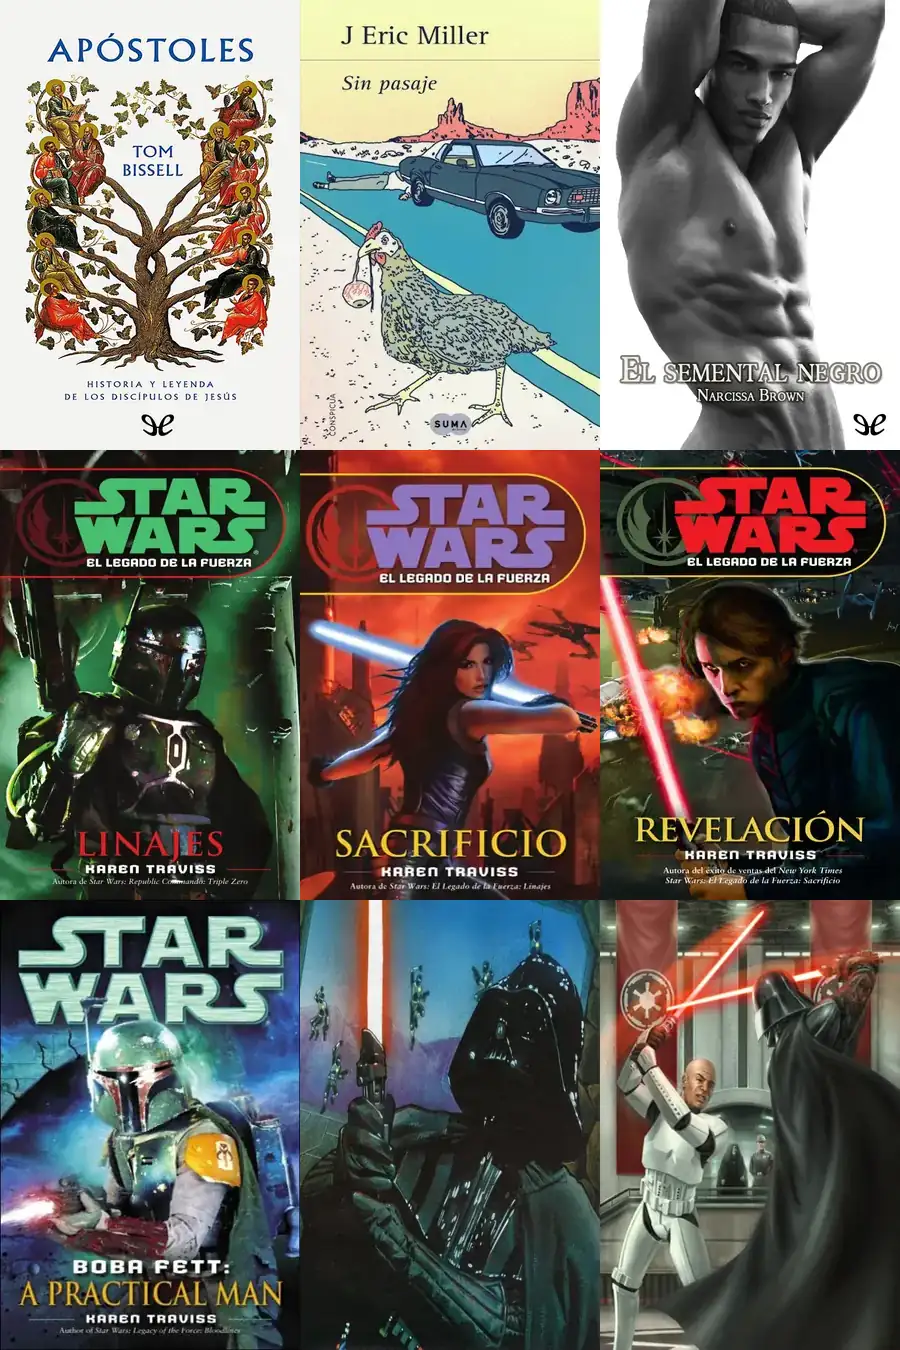 APÓSTOLES
TOM
BISSELL
HISTORIA Y LEYENDA
DE LOS DISCÍPULOS DE JESÚS
J Eric Miller
Sin pasaje
CONSPICUA
SUMA
EL SEMENTAL NEGRO
NARCISSA BROWN
STAR
WARS
EL LEGADO DE LA FUERZA
LINAJES
KAREN TRAVISS
Autora de Star Wars: Republic Commando: Triple Zero
STAR
WARS
EL LEGADO DE LA FUERZA
SACRIFICIO
KAREN TRAVISS
Autora de Star Wars: El Legado de la Fuerza: Linajes
STAR
WARS
EL LEGADO DE LA FUERZA
REVELACIÓN
KAREN TRAVISS
Autora del éxito de ventas del New York Times
Star Wars: El Legado de la Fuerza: Sacrificio
STAR
WARS
BOBA FETT:
A PRACTICAL MAN
KAREN TRAVISS
Author of Star Wars: Legacy of the Force: Bloodlines